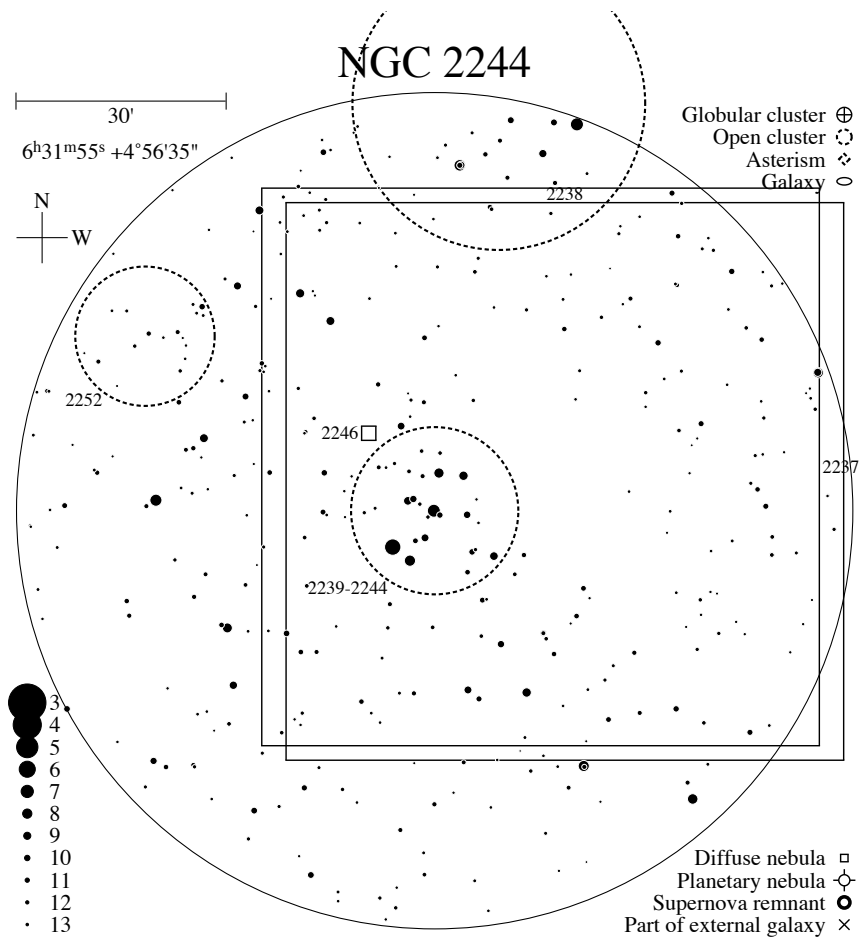 NGC 2244
30'
6h31m55s +4°56'35"
N
W
Globular cluster
Open cluster
Asterism
Galaxy
2238
2252
2246
2237
2239-2244
3
4
5
6
7
8
9
10
11
12
13
Diffuse nebula
Planetary nebula
Supernova remnant
Part of external galaxy